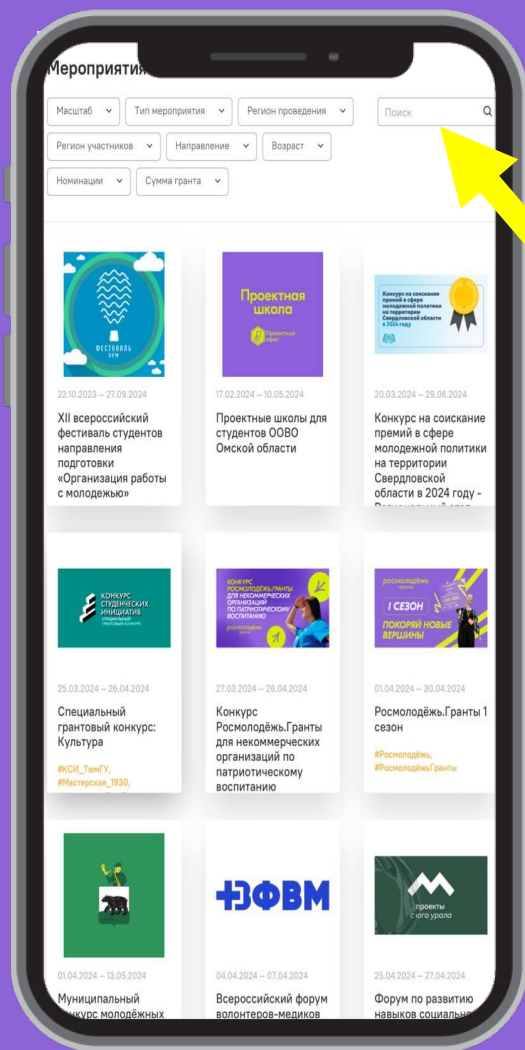 Мероприятия
Масштаб
Тип мероприятия
Регион проведения
Поиск
Регион участников
Направление
Возраст
Номинации
Сумма гранта
ФЕСТИВАЛЬ
ОРМ
Проектная
школа
Проектный
офис
Конкурс на соискание
премий в сфере
молодежной политики
на территории
Свердловской области
в 2024 году
22.10.2023 – 27.09.2024
17.02.2024 – 10.05.2024
20.03.2024 – 29.06.2024
XII всероссийский
фестиваль студентов
направления
подготовки
«Организация работы
с молодежью»
Проектные школы для
студентов ООВО
Омской области
Конкурс на соискание
премий в сфере
молодежной политики
на территории
Свердловской
области в 2024 году -
КОНКУРС
СТУДЕНЧЕСКИХ
ИНИЦИАТИВ
КОНКУРС
РОСМОЛОДЁЖЬ.ГРАНТЫ
ДЛЯ НЕКОММЕРЧЕСКИХ
ОРГАНИЗАЦИЙ
ПО ПАТРИОТИЧЕСКОМУ
ВОСПИТАНИЮ
росмолодёжь
росмолодёжь
гранты
I СЕЗОН
ПОКОРЯЙ НОВЫЕ
ВЕРШИНЫ
25.03.2024 – 26.04.2024
27.03.2024 – 26.04.2024
01.04.2024 – 30.04.2024
Специальный
грантовый конкурс:
Культура
#КСИ_ТюмГУ,
#Мастерская_1930,
Конкурс
Росмолодёжь.Гранты
для некоммерческих
организаций по
патриотическому
воспитанию
Росмолодёжь.Гранты 1
сезон
#Росмолодёжь,
#РосмолодёжьГранты
ВФВМ
проекты
юга урала
01.04.2024 – 13.05.2024
04.04.2024 – 07.04.2024
25.04.2024 – 27.04.2024
Муниципальный
конкурс молодёжных
Всероссийский форум
волонтеров-медиков
Форум по развитию
навыков социально